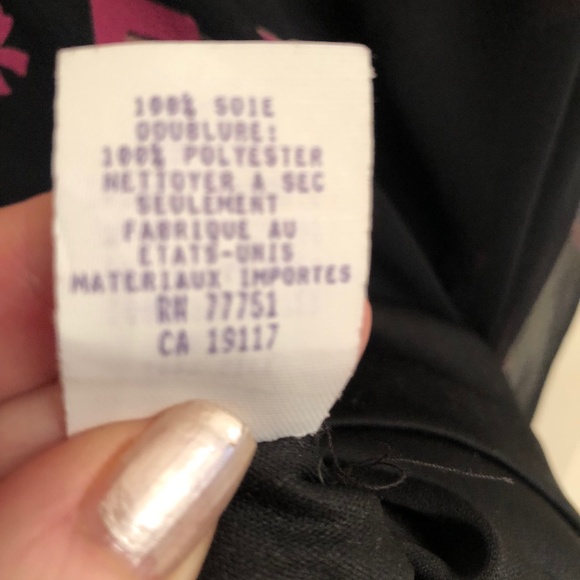 100% SOIE
DOUBLURE:
100% POLYESTER
NETTOYER A SEC
SEULEMENT
FABRIQUE AU
ETATS-UNIS
MATERIAUX IMPORTES
RN 77751
CA 19117